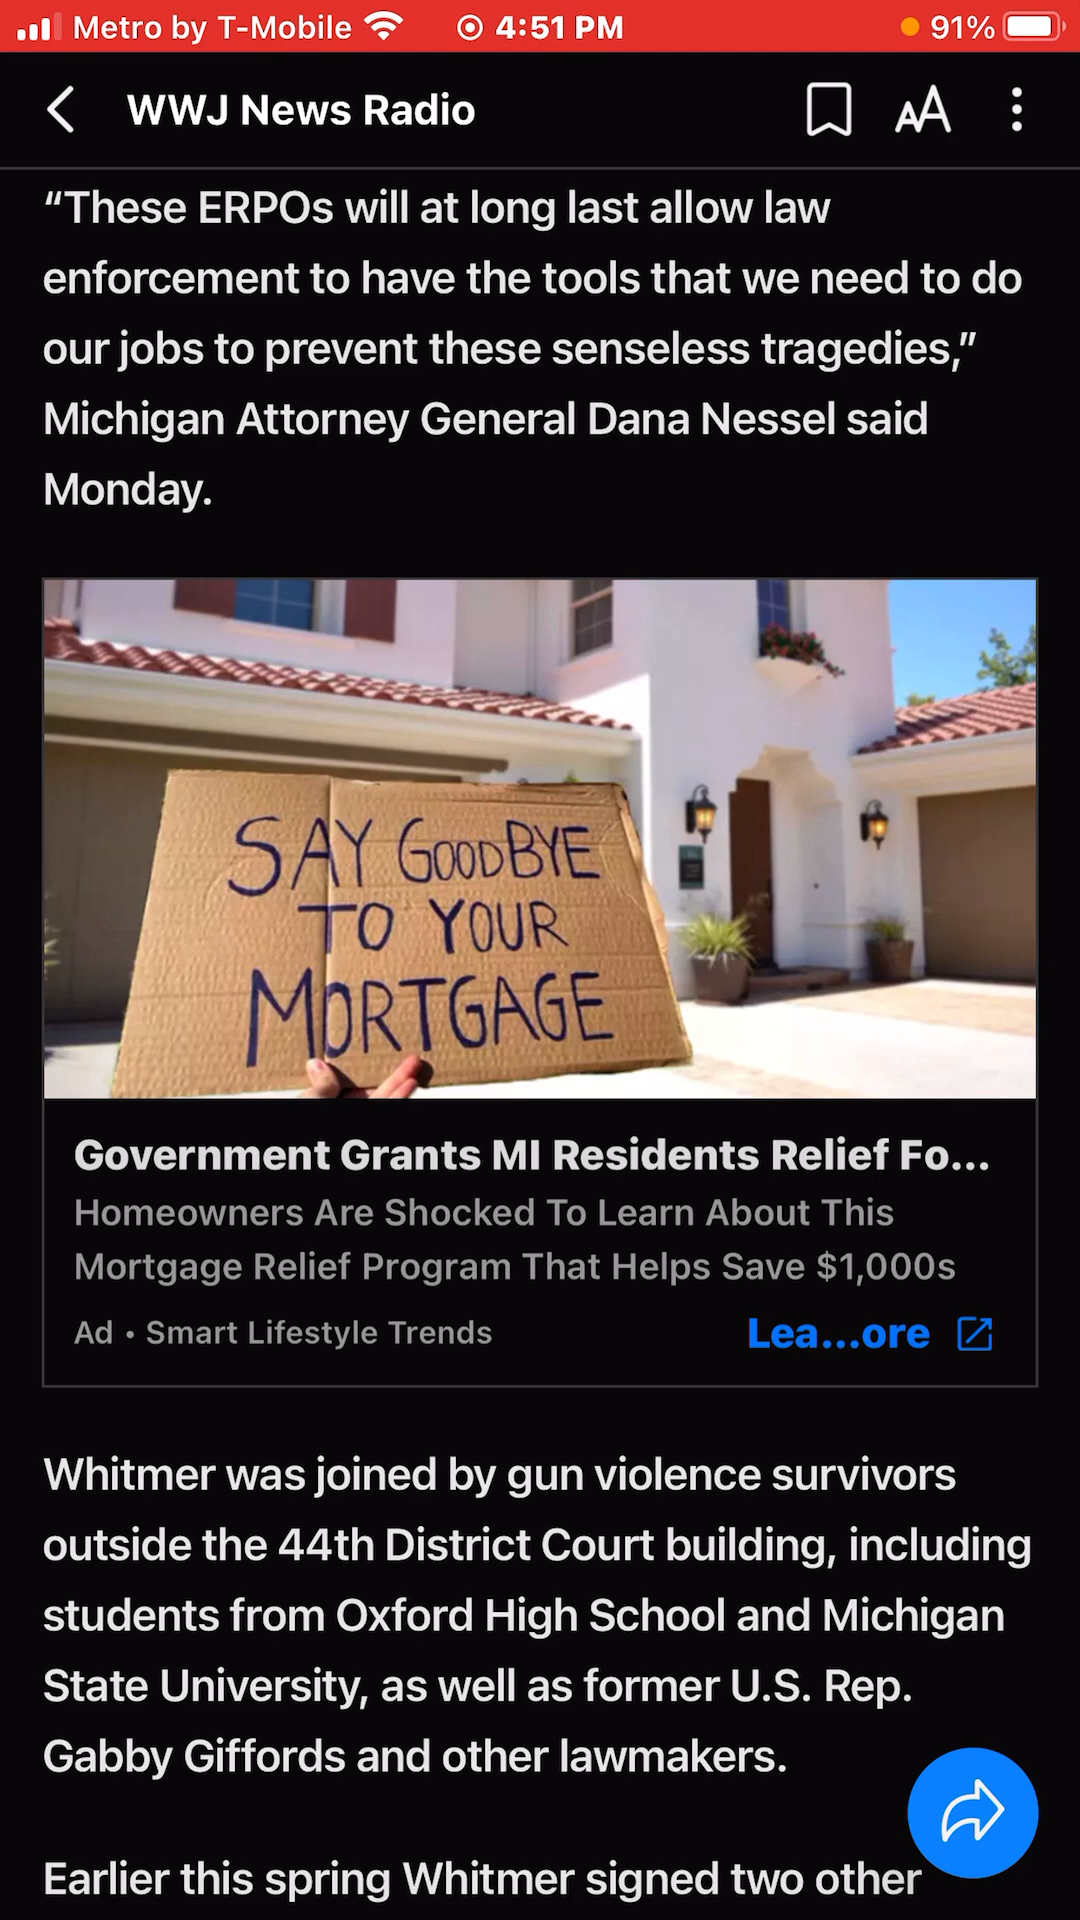 Metro by T-Mobile 4:51 PM 91%
WWJ News Radio AA
“These ERPOs will at long last allow law
enforcement to have the tools that we need to do
our jobs to prevent these senseless tragedies,”
Michigan Attorney General Dana Nessel said
Monday.
SAY GOODBYE
TO YOUR
MORTGAGE
Government Grants MI Residents Relief Fo...
Homeowners Are Shocked To Learn About This
Mortgage Relief Program That Helps Save $1,000s
Ad • Smart Lifestyle Trends Lea...ore
Whitmer was joined by gun violence survivors
outside the 44th District Court building, including
students from Oxford High School and Michigan
State University, as well as former U.S. Rep.
Gabby Giffords and other lawmakers.
Earlier this spring Whitmer signed two other